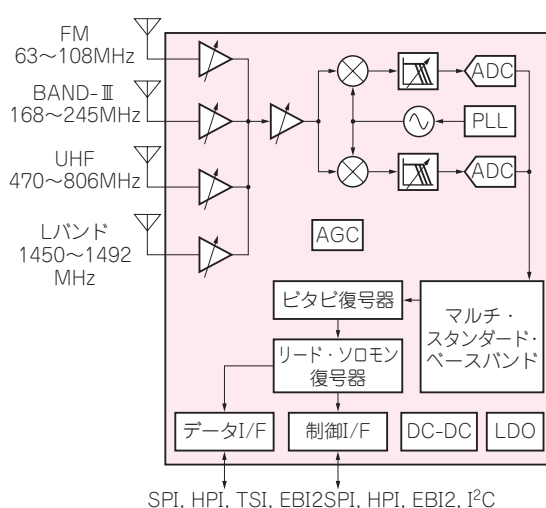 FM
63～108MHz
BAND-Ⅲ
168～245MHz
UHF
470～806MHz
Lバンド
1450～1492
MHz
ADC
PLL
ADC
AGC
ビタビ復号器
マルチ・
スタンダード・
ベースバンド
リード・ソロモン
復号器
データI/F
制御I/F
DC-DC
LDO
SPI, HPI, TSI, EBI2SPI, HPI, EBI2, I²C